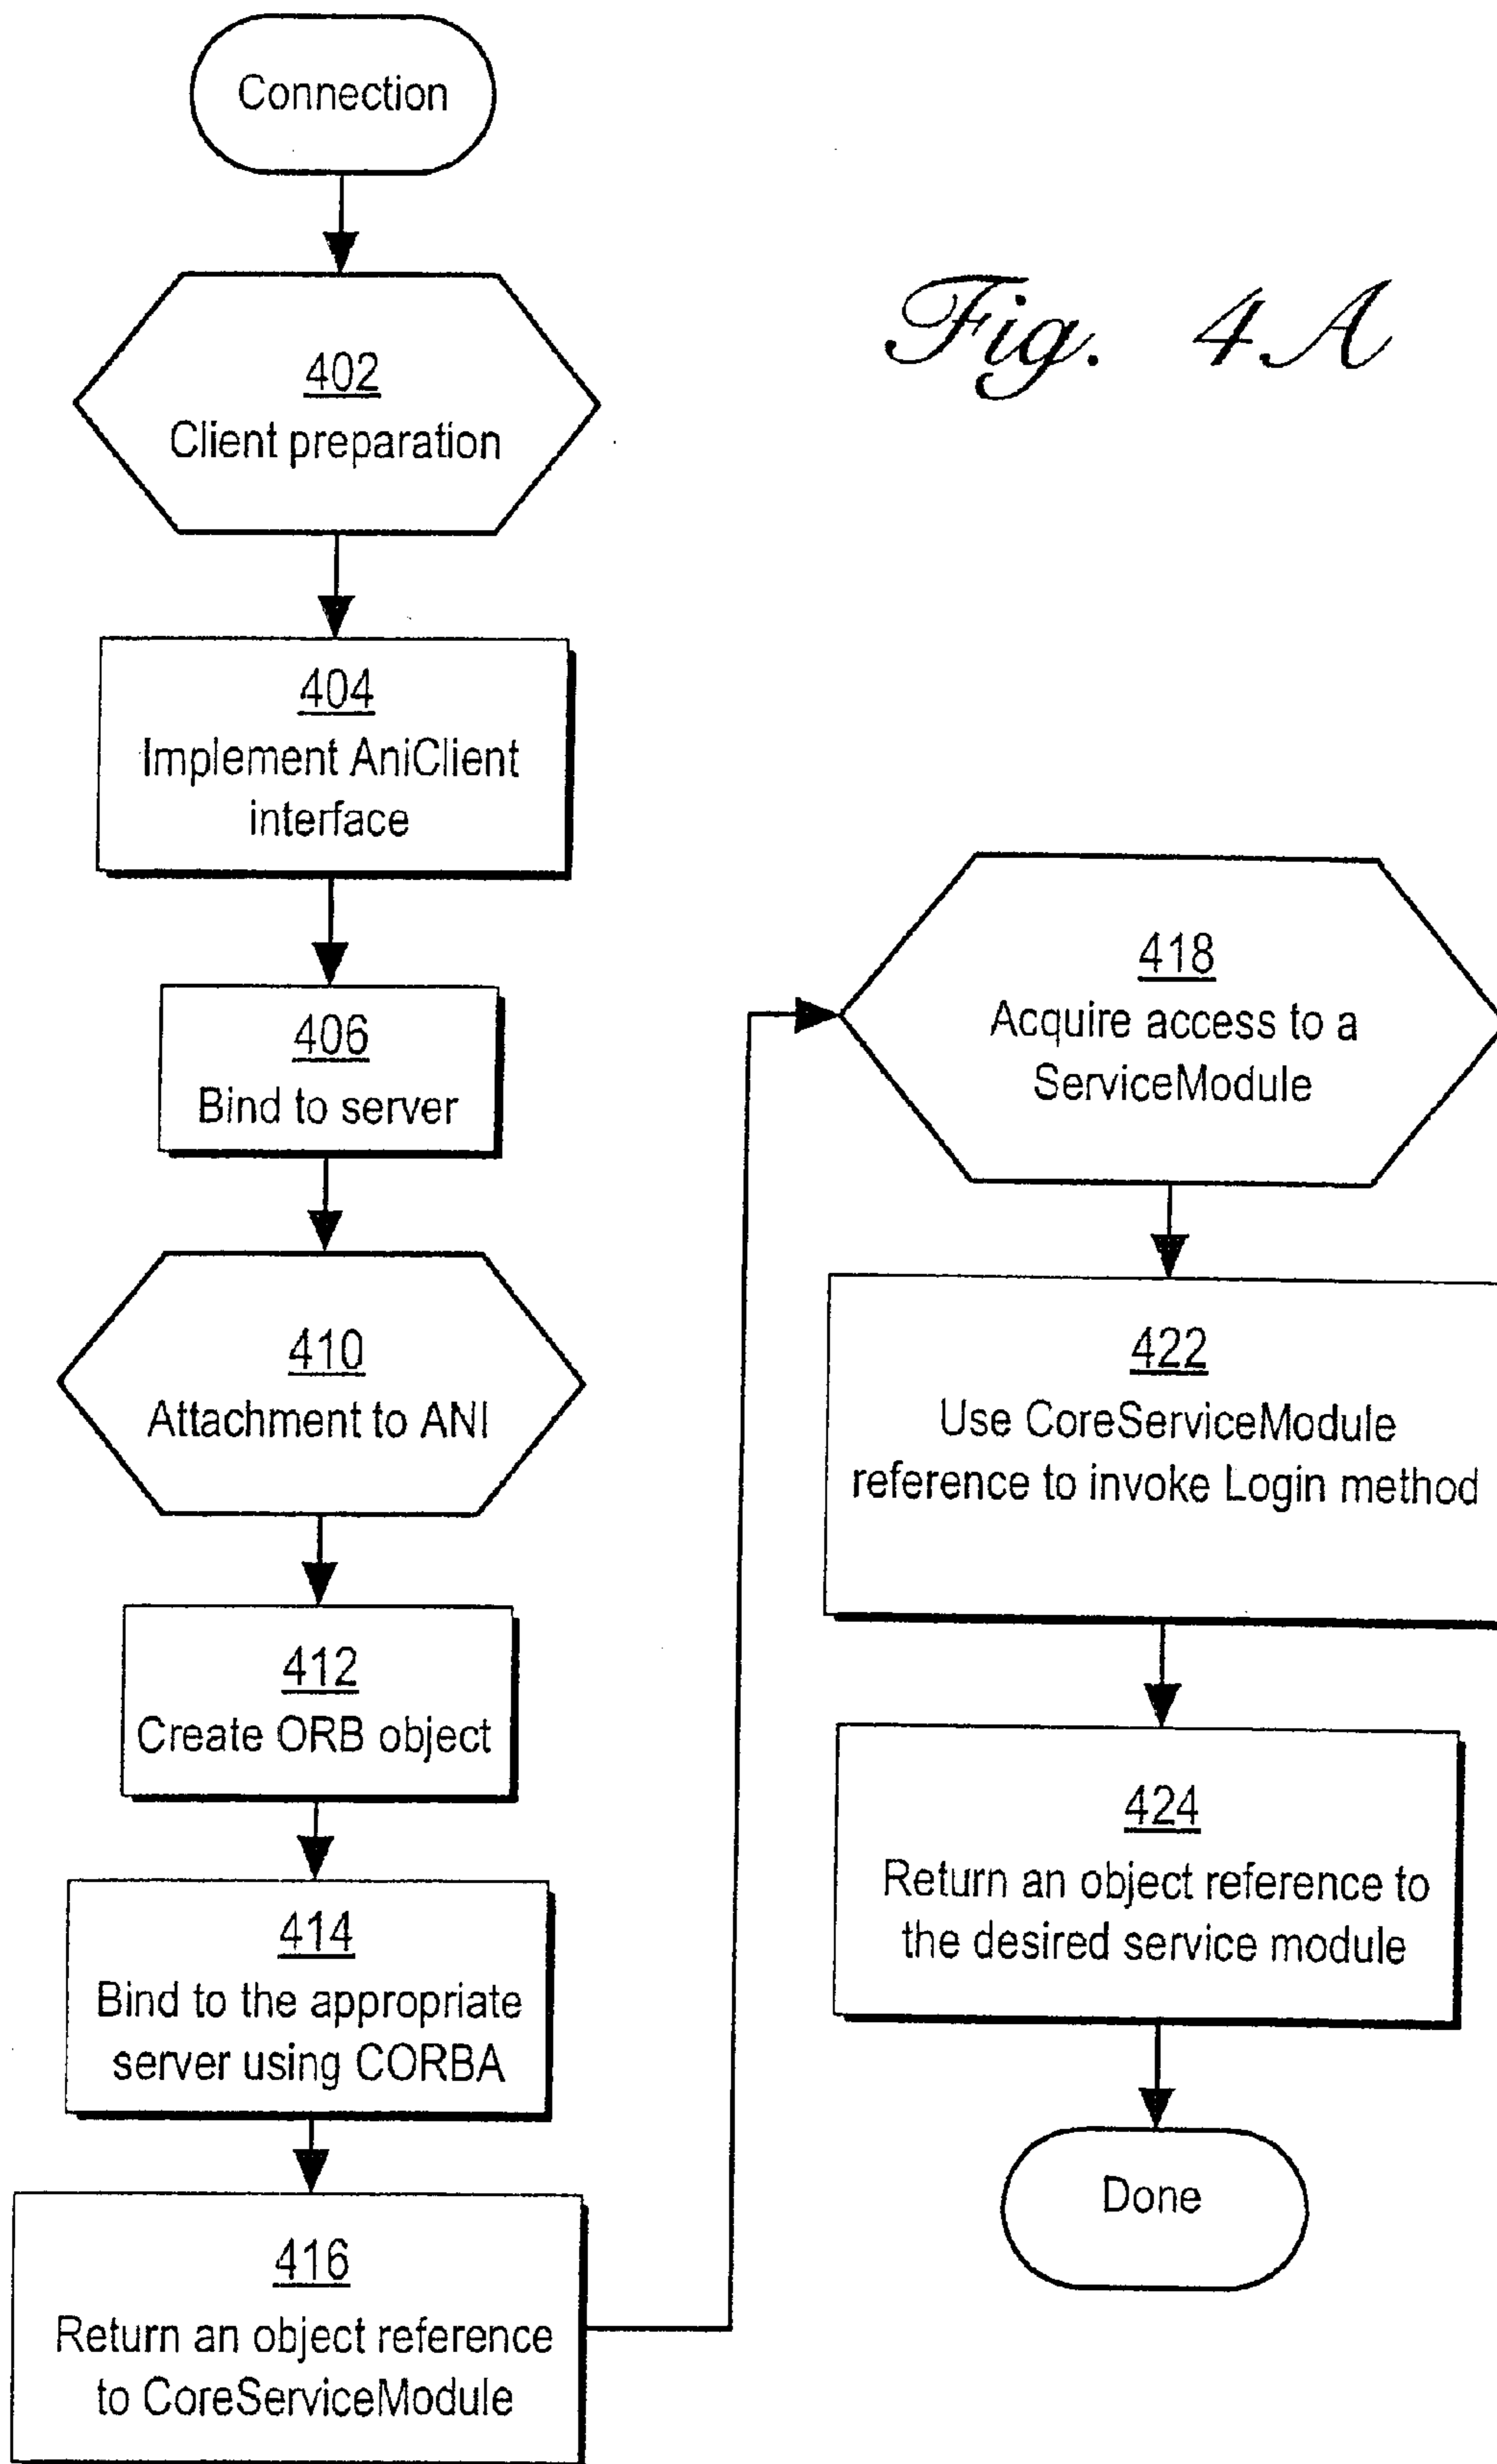 Connection
Fig. 4A
402
Client preparation
404
Implement AniClient
interface
406
Bind to server
410
Attachment to ANI
412
Create ORB object
414
Bind to the appropriate
server using CORBA
416
Return an object reference
to CoreServiceModule
418
Acquire access to a
ServiceModule
422
Use CoreServiceModule
reference to invoke Login method
424
Return an object reference to
the desired service module
Done